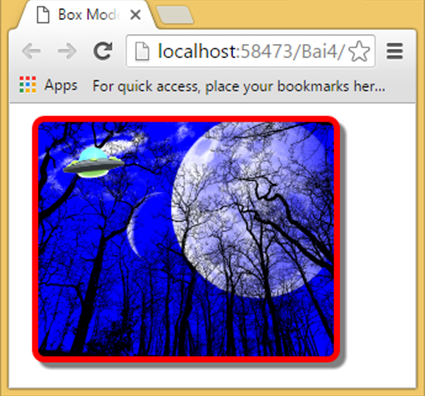 Box Mode
localhost:58473/Bai4/
Apps For quick access, place your bookmarks her...